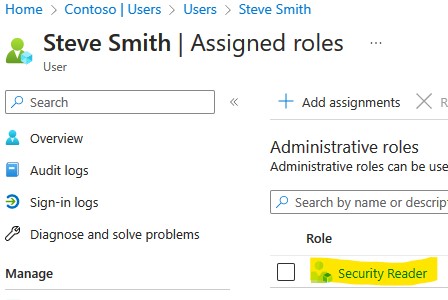 Home > Contoso | Users > Users > Steve Smith
Steve Smith | Assigned roles ...
User
Search
«
Overview
Audit logs
Sign-in logs
Diagnose and solve problems
Manage
+ Add assignments
Administrative roles
Administrative roles can be use
Search by name or descrip
Role
Security Reader